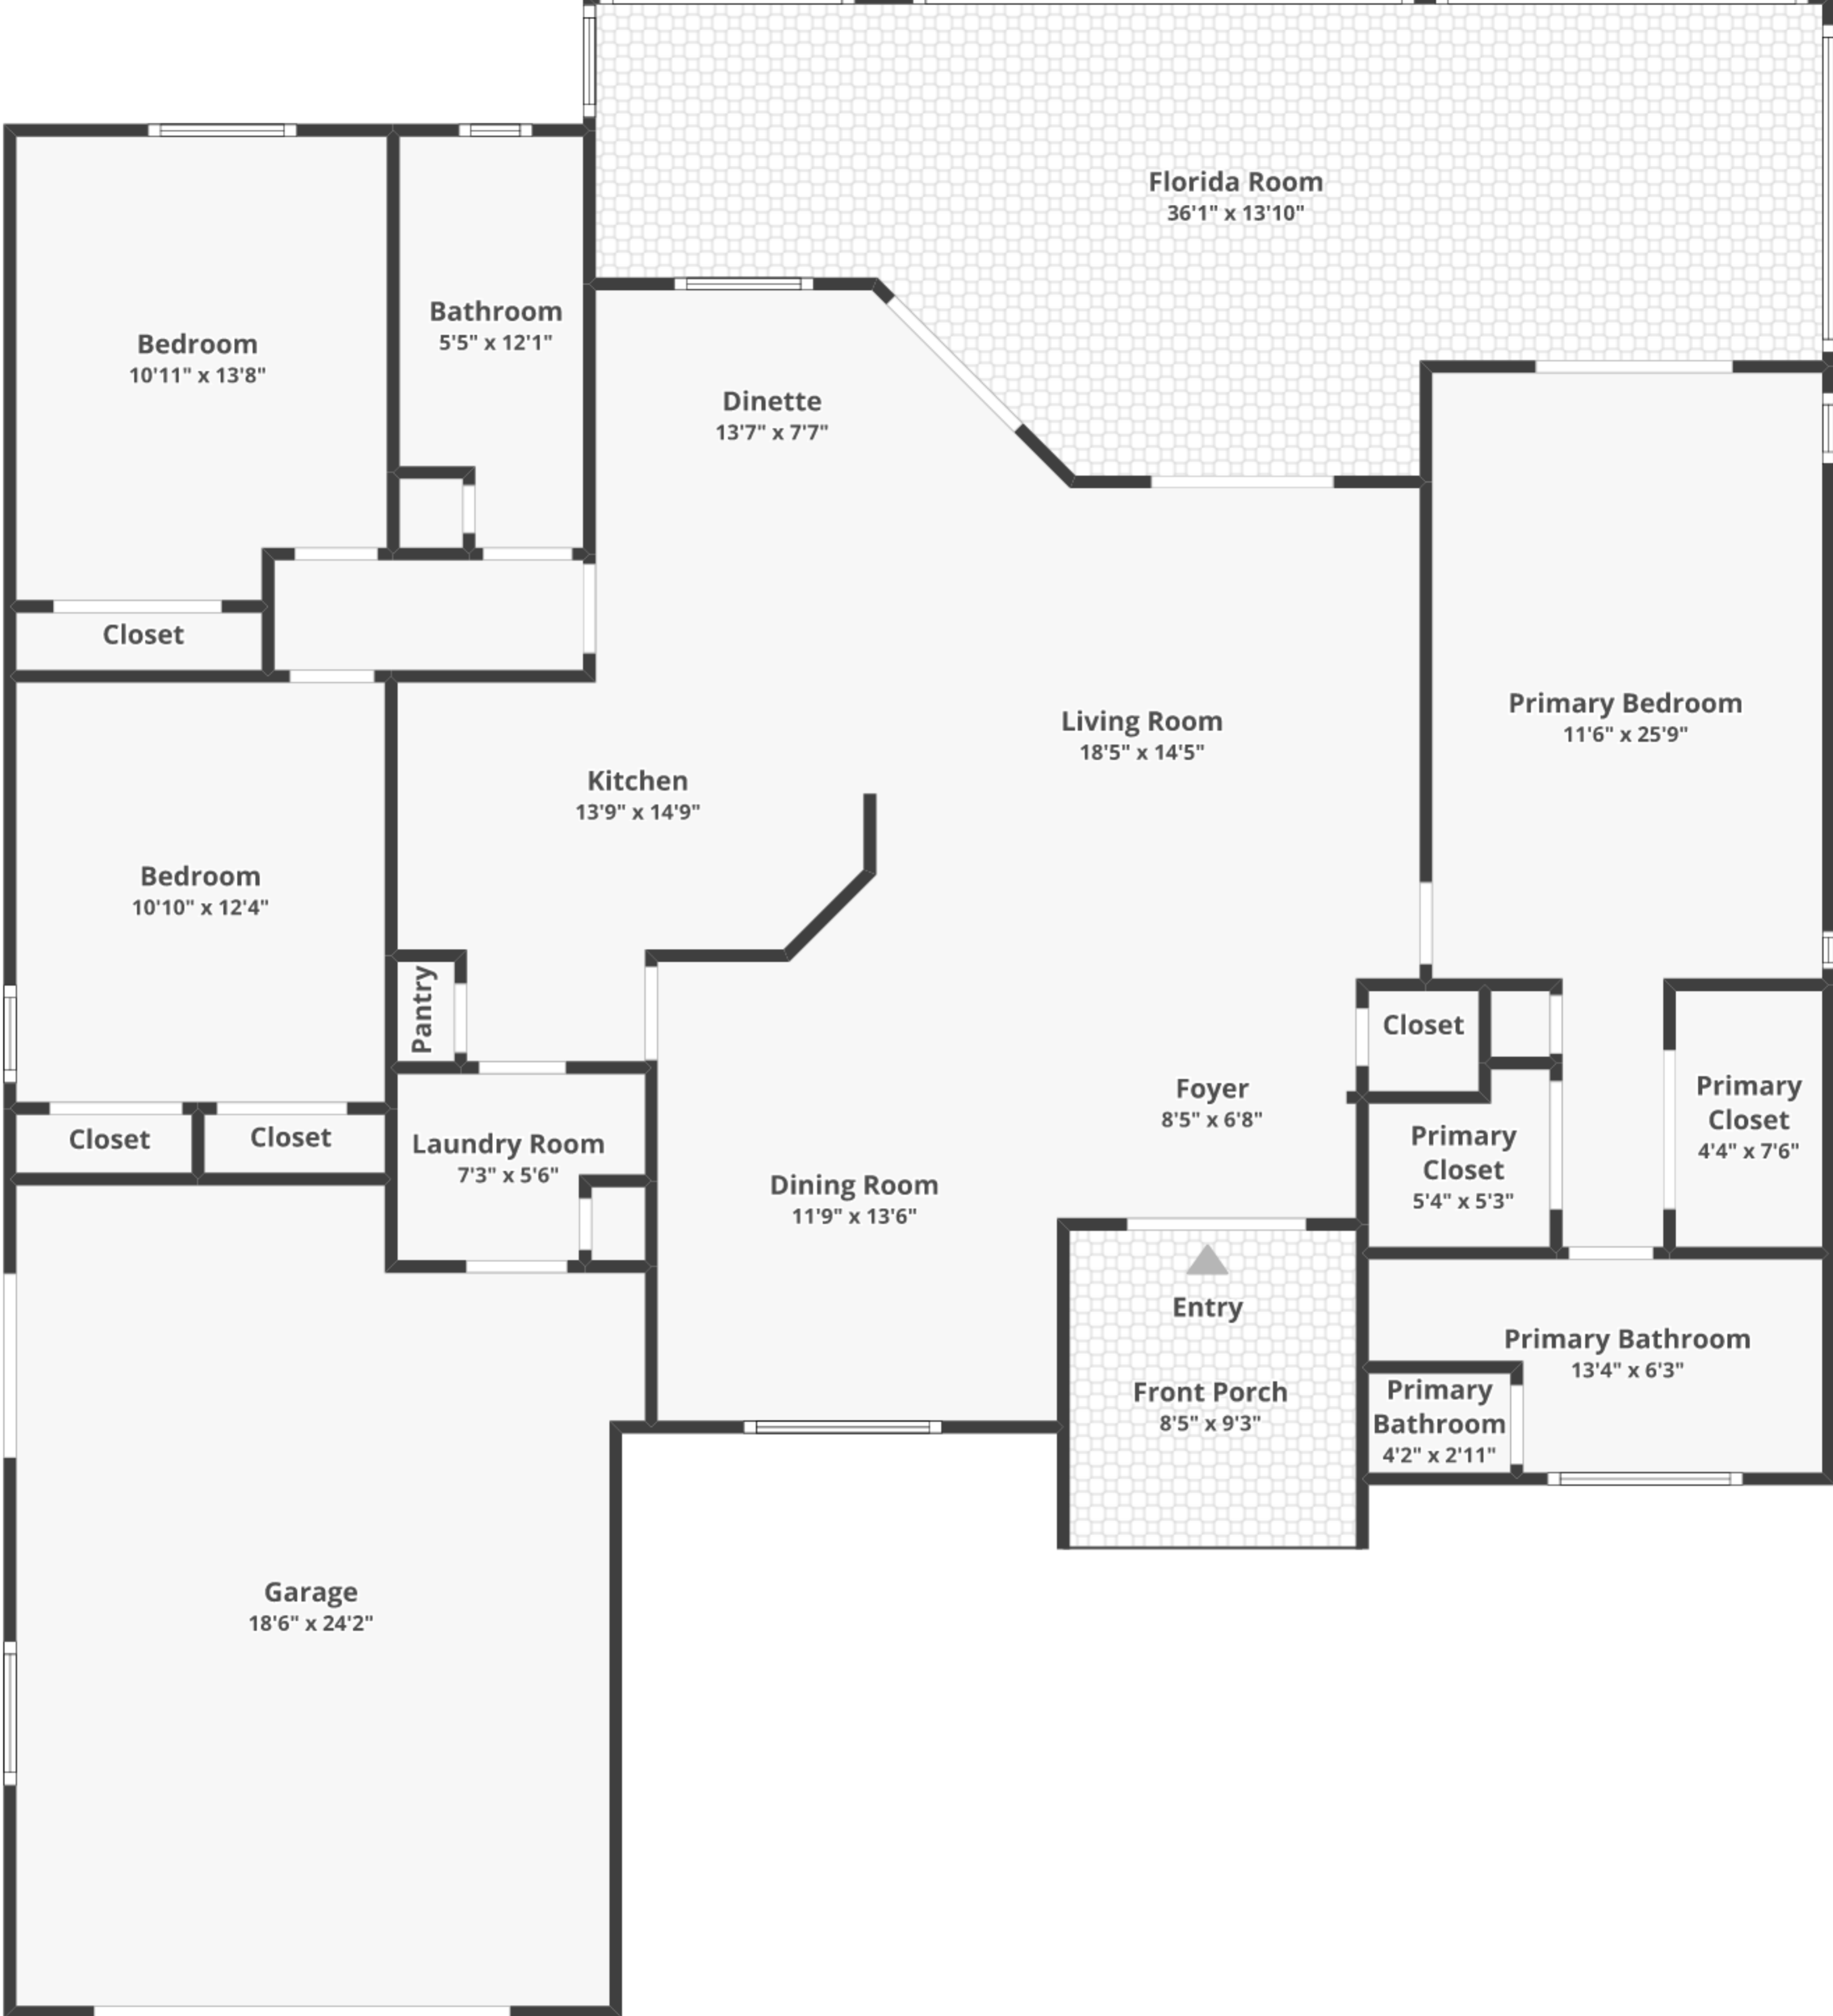 Florida Room
36'1" x 13'10"
Bathroom
5'5" x 12'1"
Bedroom
10'11" x 13'8"
Dinette
13'7" x 7'7"
Closet
Primary Bedroom
11'6" x 25'9"
Living Room
18'5" x 14'5"
Kitchen
13'9" x 14'9"
Bedroom
10'10" x 12'4"
Pantry
Closet
Foyer
8'5" x 6'8"
Primary
Closet
4'4" x 7'6"
Primary
Closet
5'4" x 5'3"
Closet
Closet
Laundry Room
7'3" x 5'6"
Dining Room
11'9" x 13'6"
Entry
Primary Bathroom
13'4" x 6'3"
Front Porch
8'5" x 9'3"
Primary
Bathroom
4'2" x 2'11"
Garage
18'6" x 24'2"